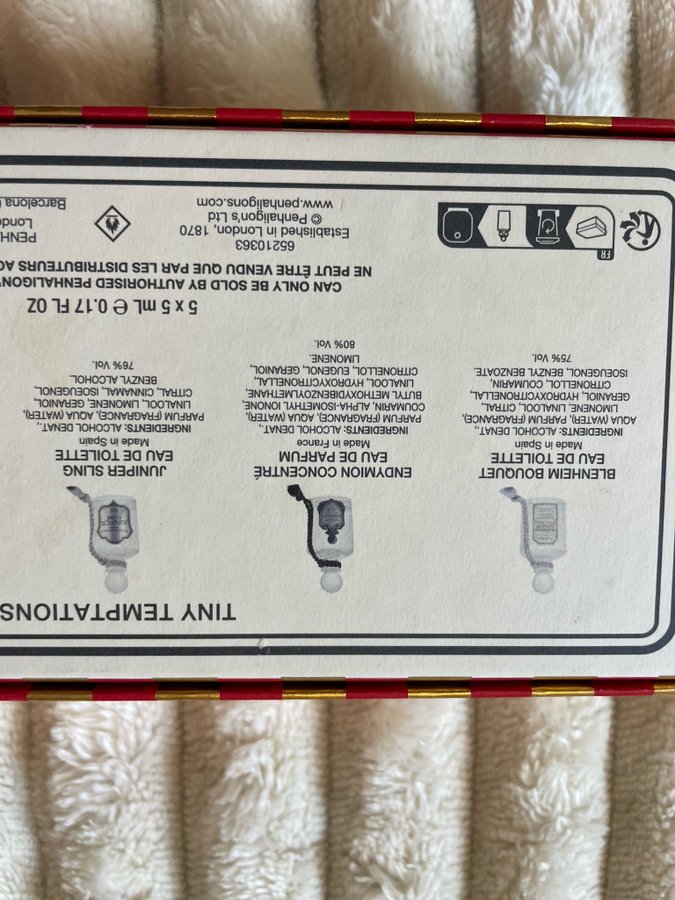 TINY TEMPTATIONS
BLENHEIM BOUQUET
EAU DE TOILETTE
Made in Spain
INGREDIENTS: ALCOHOL DENAT.,
AQUA (WATER), PARFUM (FRAGRANCE),
LIMONENE, LINALOOL, CITRAL,
GERANIOL, HYDROXYCITRONELLAL,
CITRONELLOL, COUMARIN,
ISOEUGENOL, BENZYL BENZOATE.
75% Vol.
ENDYMION CONCENTRÉ
EAU DE PARFUM
Made in France
INGREDIENTS: ALCOHOL DENAT.,
PARFUM (FRAGRANCE), AQUA (WATER),
COUMARIN, ALPHA-ISOMETHYL IONONE,
BUTYL METHOXYDIBENZOYLMETHANE,
LINALOOL, HYDROXYCITRONELLAL,
CITRONELLOL, EUGENOL, GERANIOL,
LIMONENE.
80% Vol.
JUNIPER SLING
EAU DE TOILETTE
Made in Spain
INGREDIENTS: ALCOHOL DENAT.,
PARFUM (FRAGRANCE), AQUA (WATER),
LINALOOL, LIMONENE, GERANIOL,
CITRAL, CINNAMAL, ISOEUGENOL,
BENZYL ALCOHOL.
76% Vol.
5 x 5 mL ℮ 0.17 FL OZ
CAN ONLY BE SOLD BY AUTHORISED PENHALIGON'
NE PEUT ÊTRE VENDU QUE PAR LES DISTRIBUTEURS AG
FR
65210363
Established in London, 1870
© Penhaligon's Ltd
www.penhaligons.com
PENH
Londo
Barcelona